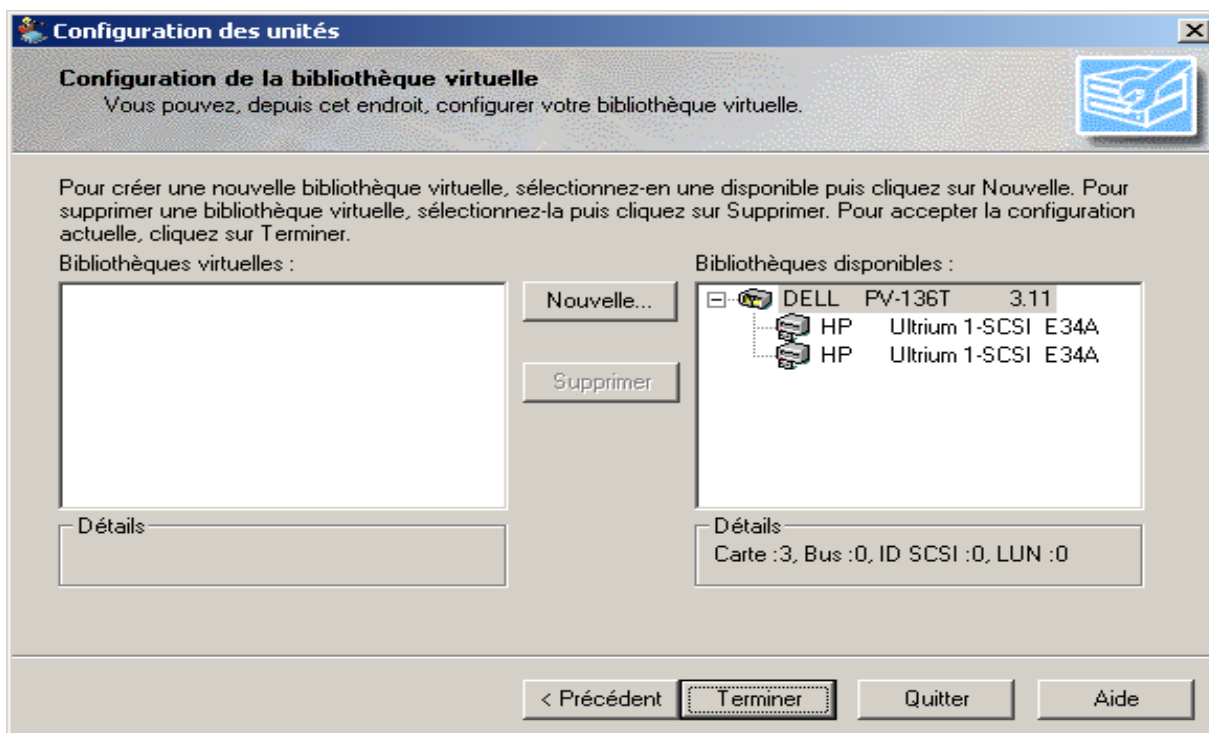 Configuration des unités
Configuration de la bibliothèque virtuelle
Vous pouvez, depuis cet endroit, configurer votre bibliothèque virtuelle.
Pour créer une nouvelle bibliothèque virtuelle, sélectionnez-en une disponible puis cliquez sur Nouvelle. Pour
supprimer une bibliothèque virtuelle, sélectionnez-la puis cliquez sur Supprimer. Pour accepter la configuration
actuelle, cliquez sur Terminer.
Bibliothèques virtuelles :
Nouvelle...
Supprimer
Détails
Bibliothèques disponibles :
DELL PV-136T 3.11
HP Ultrium 1-SCSI E34A
HP Ultrium 1-SCSI E34A
Détails
Carte :3, Bus :0, ID SCSI :0, LUN :0
< Précédent
Terminer
Quitter
Aide